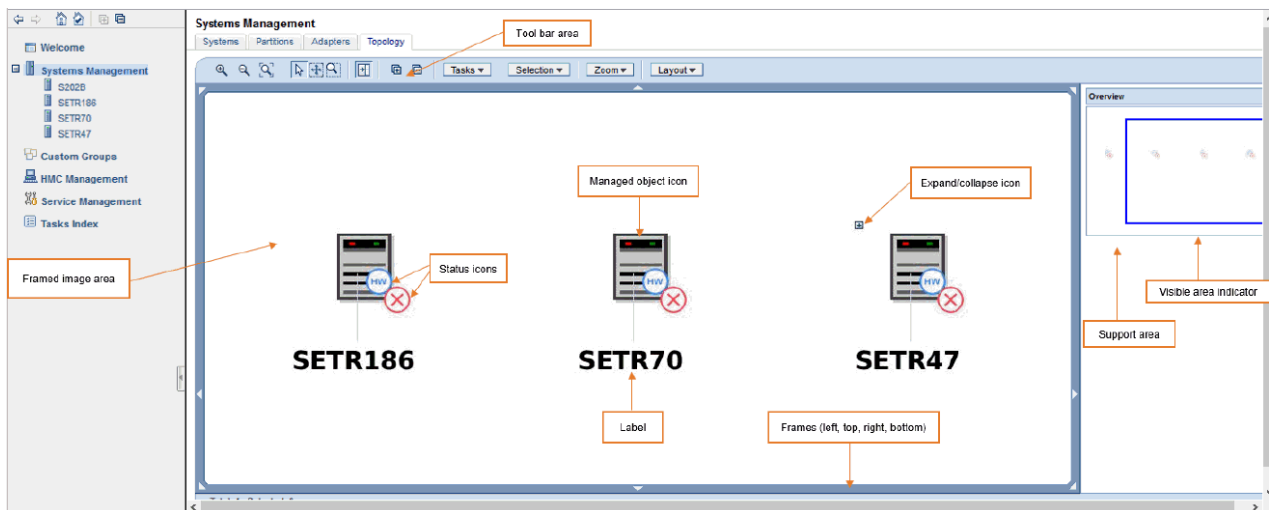 Systems Management
Systems Partitions Adapters Topology
Tool bar area
Tasks Selection Zoom Layout
Welcome
Systems Management
S202B
SETR186
SETR70
SETR47
Custom Groups
HMC Management
Service Management
Tasks Index
Framed image area
Overview
Managed object icon
Expand/collapse icon
Status icons
HW
HW
HW
Visible area indicator
Support area
SETR186
SETR70
SETR47
Label
Frames (left, top, right, bottom)